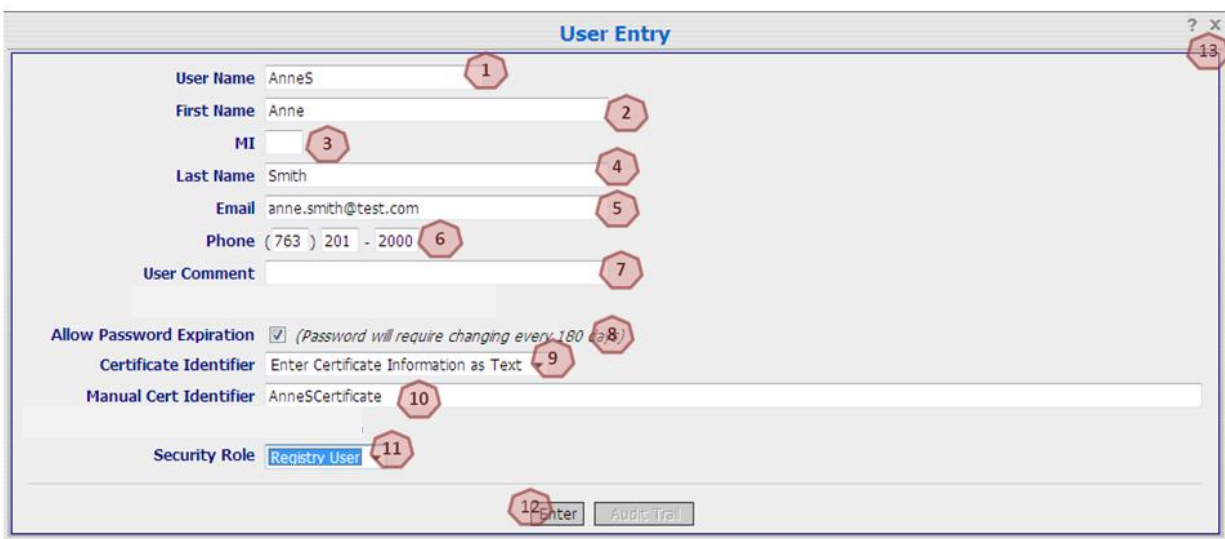 User Entry
? x
13
User Name AnneS 1
First Name Anne 2
MI 3
Last Name Smith 4
Email anne.smith@test.com 5
Phone (763 ) 201 - 2000 6
User Comment 7
Allow Password Expiration (Password will require changing every 180 days) 8
Certificate Identifier Enter Certificate Information as Text 9
Manual Cert Identifier AnneSCertificate 10
Security Role Registry User 11
12 Enter Audit Trail